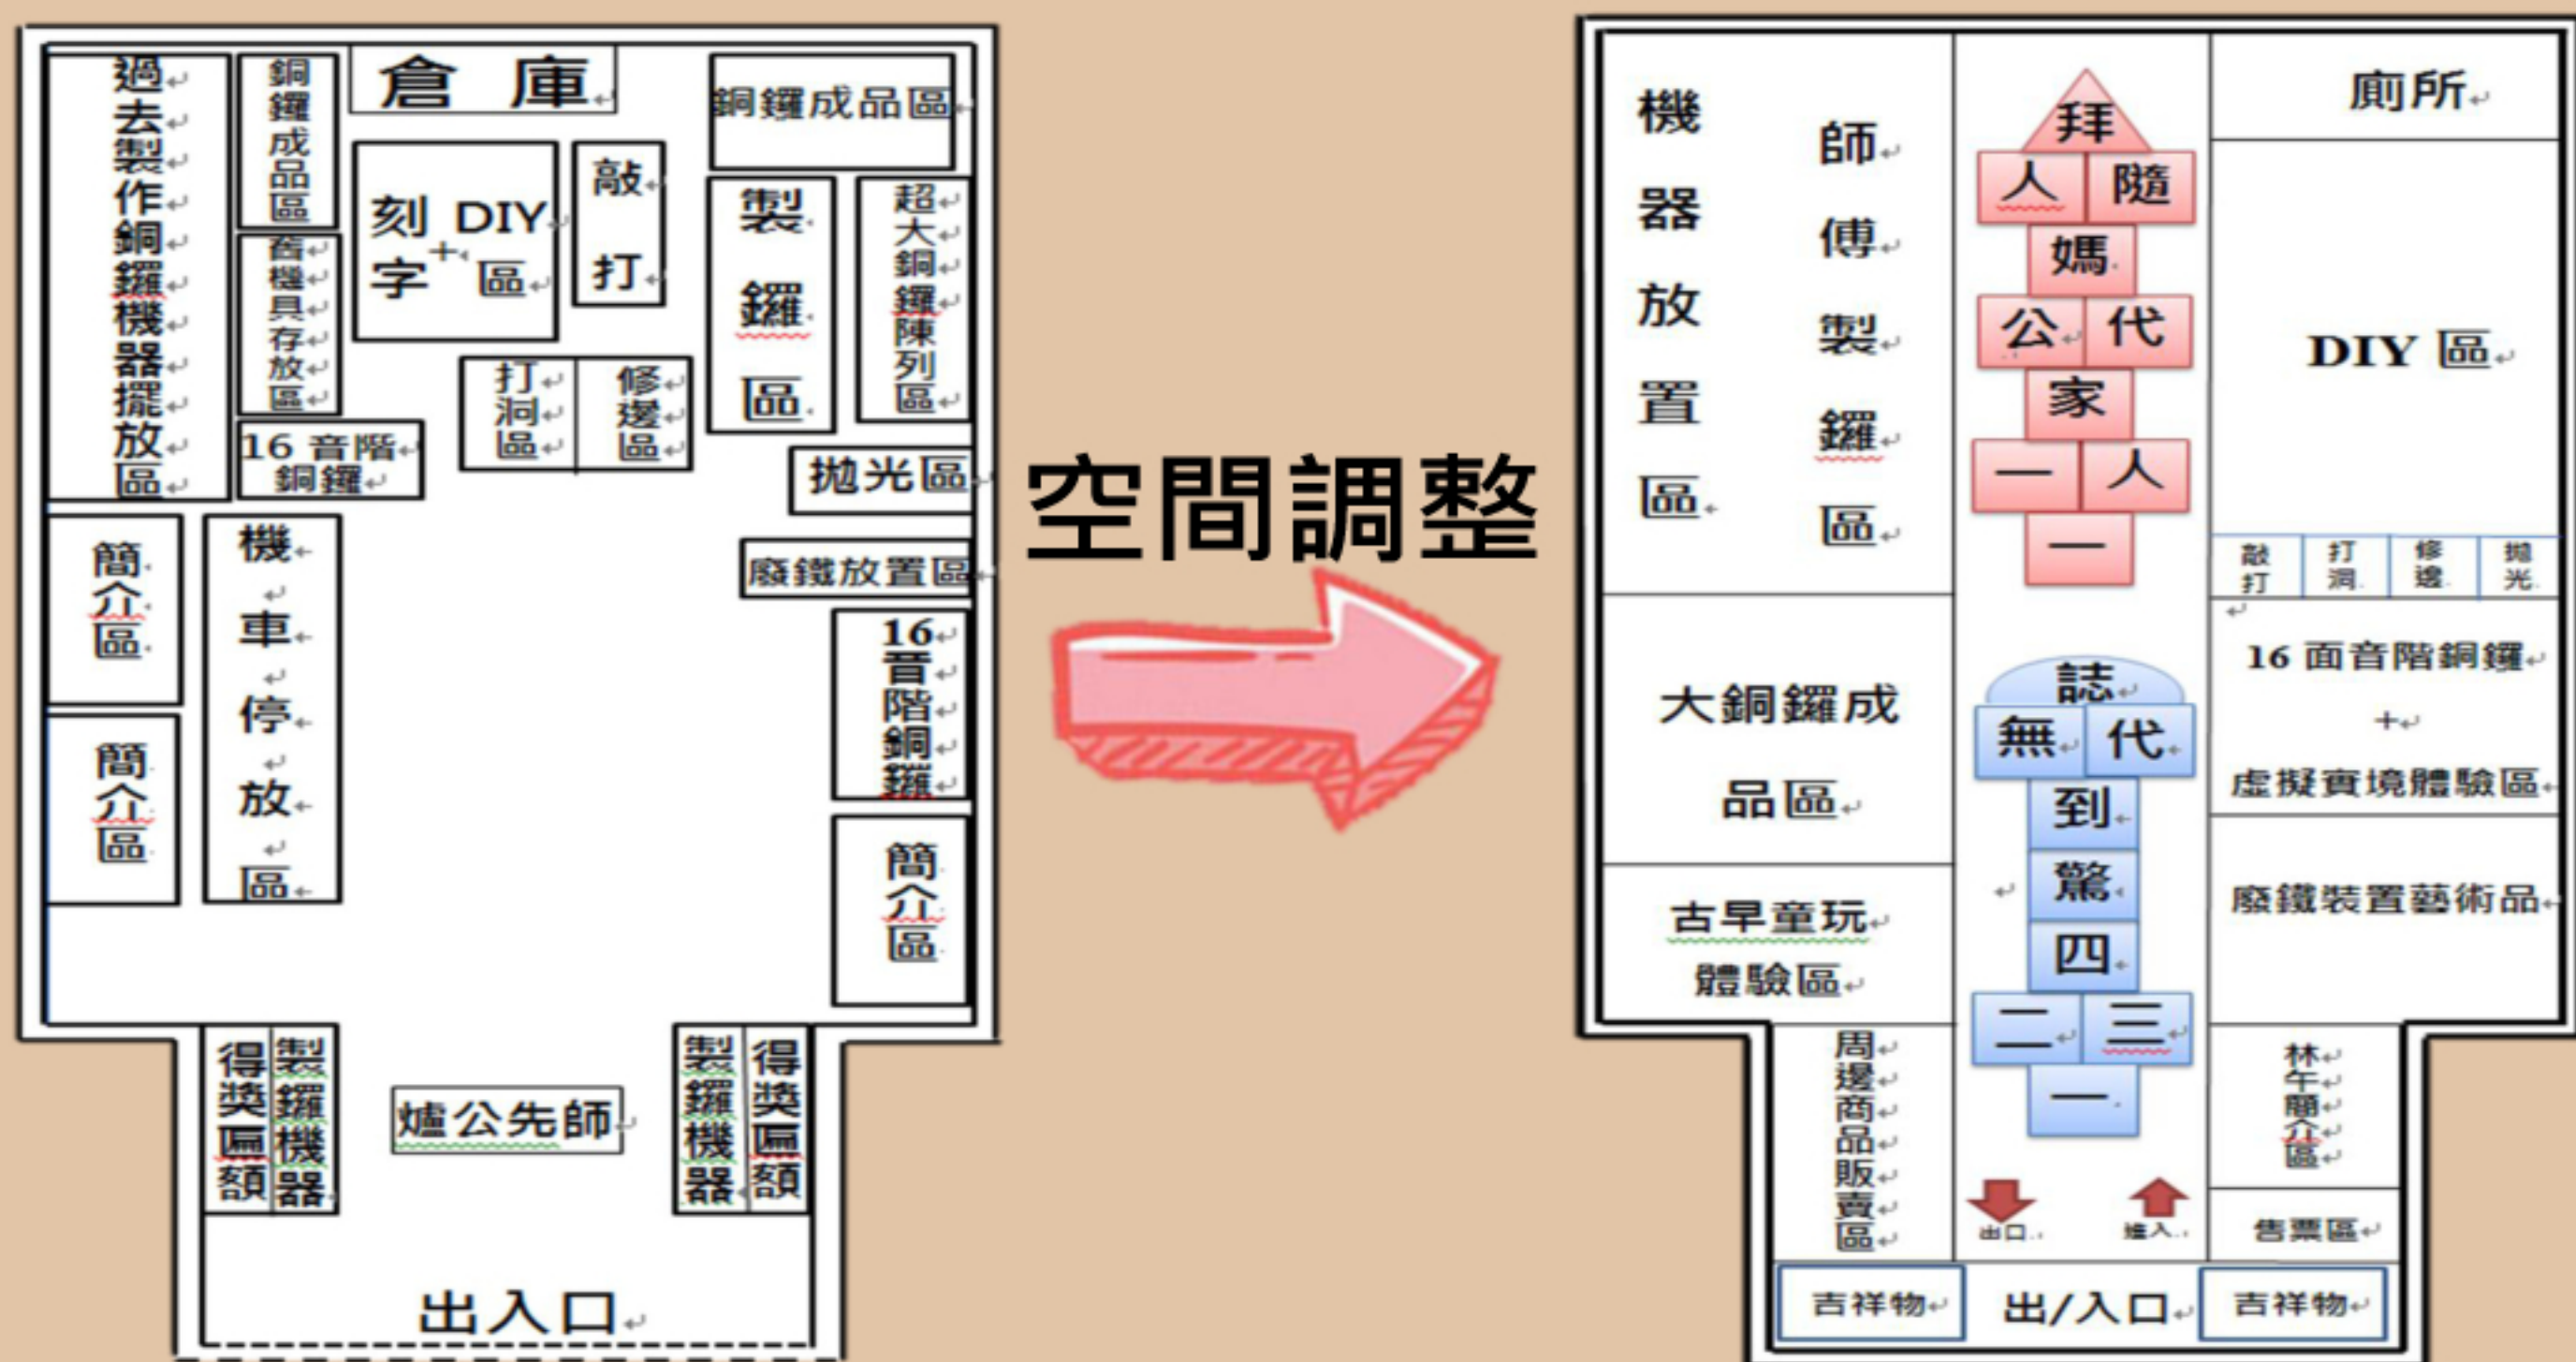 過去製作銅鑼機器擺放區
銅鑼成品區
倉庫
銅鑼成品區
舊機具存放區
刻字
+
DIY區
敲打
製鑼區
超大銅鑼陳列區
16 音階
銅鑼
打洞區
修邊區
拋光區
廢鐵放置區
簡介區
機車停放區
16音階銅鑼
簡介區
簡介區
得獎匾額
製鑼機器
爐公先師
製鑼機器
得獎匾額
出入口
空間調整
機器放置區
師傅製鑼區
拜
人 隨
媽
公 代
家
一 人
一
廁所
DIY 區
敲打
打洞
修邊
拋光
大銅鑼成
品區
誌
無 代
到
驚
四
二 三
一
16 面音階銅鑼
+
虛擬實境體驗區
廢鐵裝置藝術品
古早童玩
體驗區
周邊商品販賣區
出口
進入
林午簡介區
售票區
吉祥物
出/入口
吉祥物